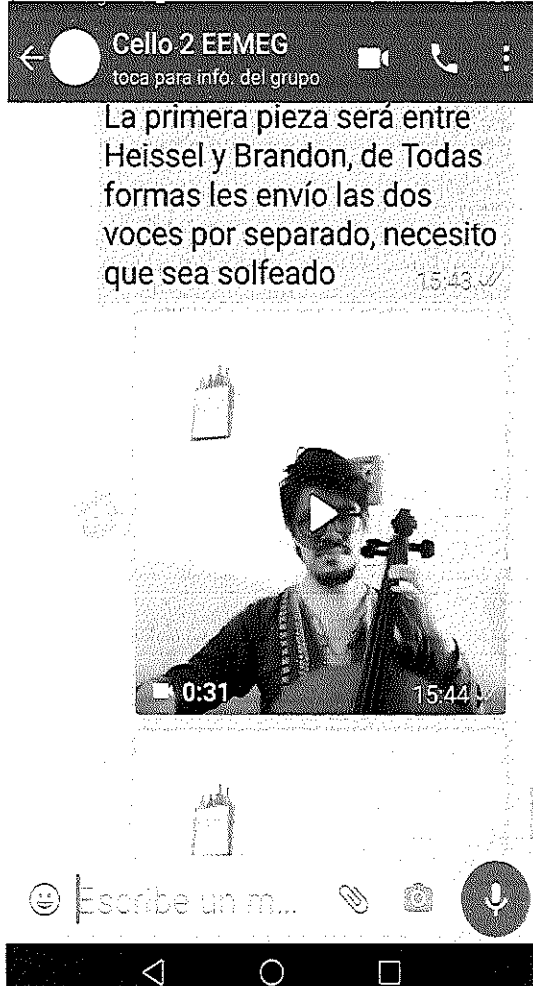 Cello 2 EEMEG
toca para info. del grupo
La primera pieza será entre
Heissel y Brandon, de Todas
formas les envío las dos
voces por separado, necesito
que sea solfeado
15:43
0:31
15:44
Escribe un m...